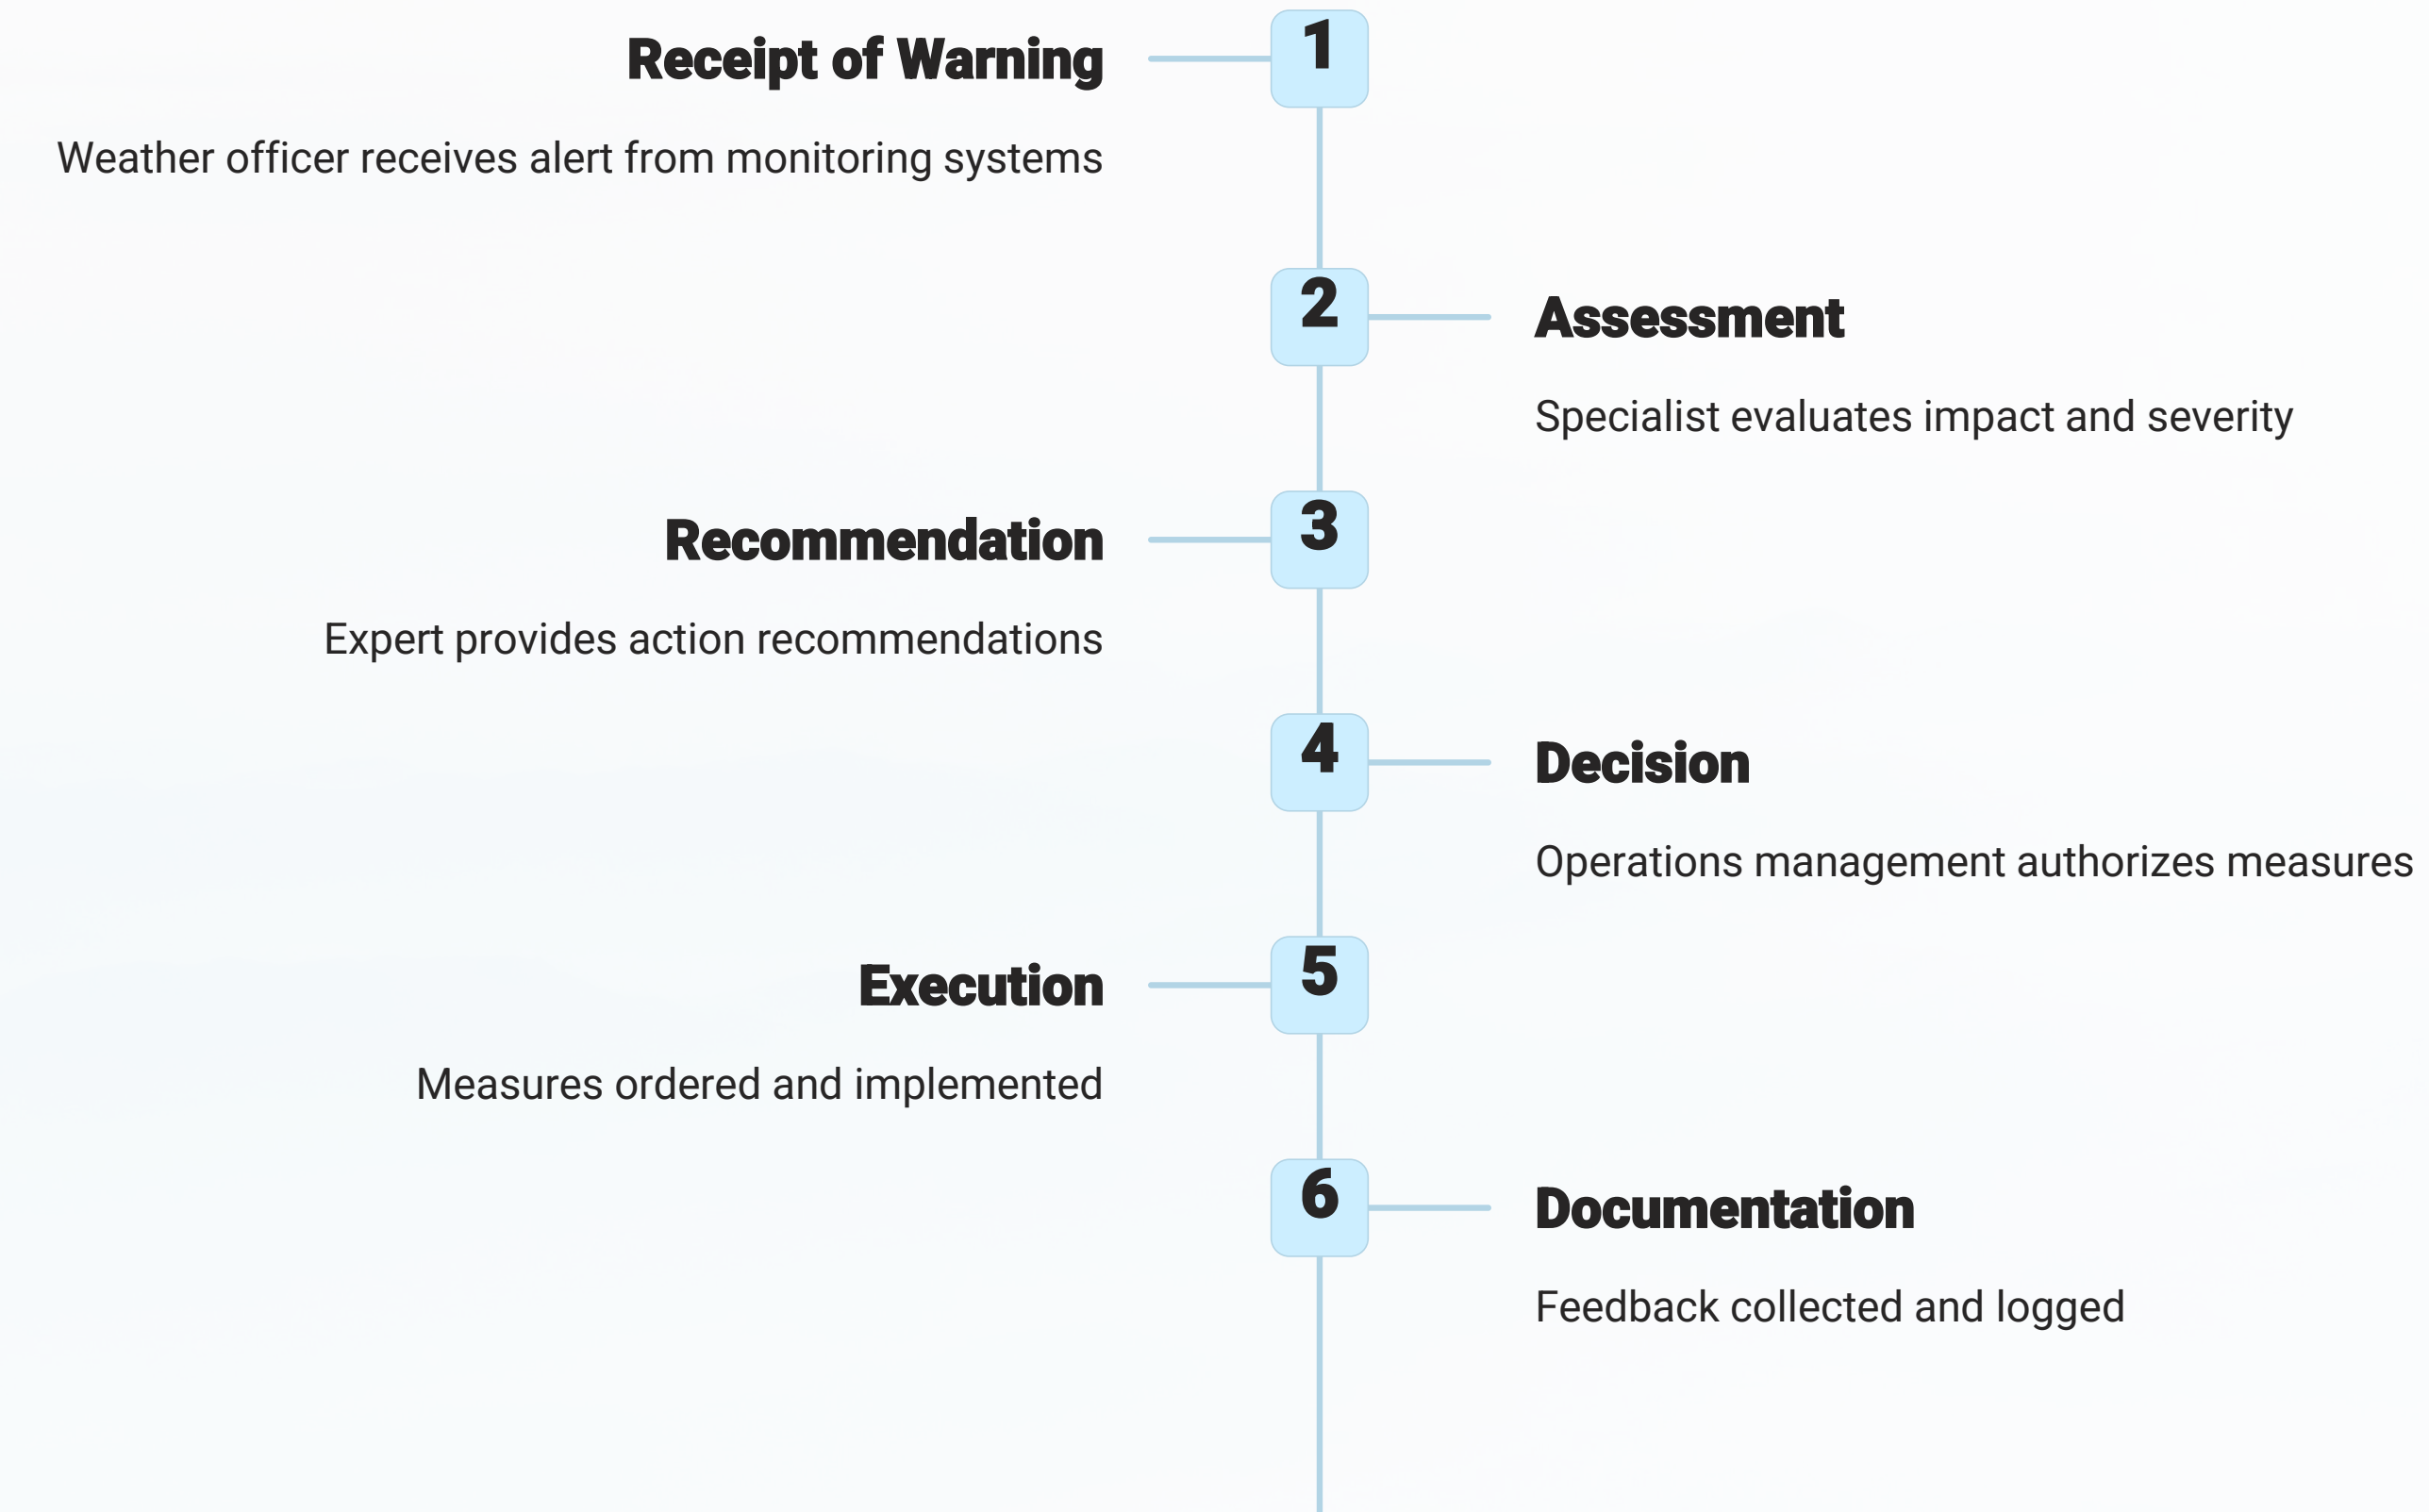 1
Receipt of Warning
Weather officer receives alert from monitoring systems
2
Assessment
Specialist evaluates impact and severity
3
Recommendation
Expert provides action recommendations
4
Decision
Operations management authorizes measures
5
Execution
Measures ordered and implemented
6
Documentation
Feedback collected and logged